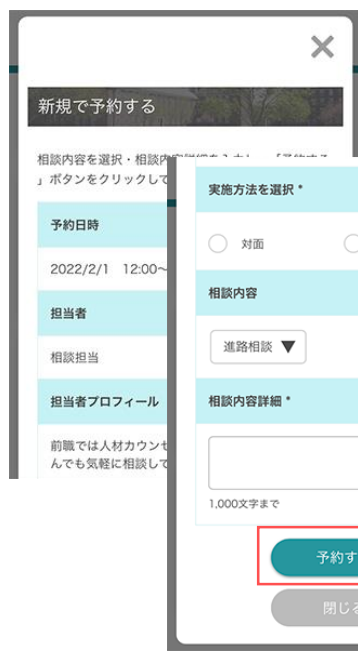 新規で予約する
相談内容を選択・相談内容詳細を入力し、「予約する
」ボタンをクリックして
予約日時
2022/2/1 12:00~
担当者
相談担当
担当者プロフィール
前職では人材カウンセ
んでも気軽に相談して
実施方法を選択 *
対面
相談内容
進路相談 ▼
相談内容詳細 *
1,000文字まで
予約す
閉じる